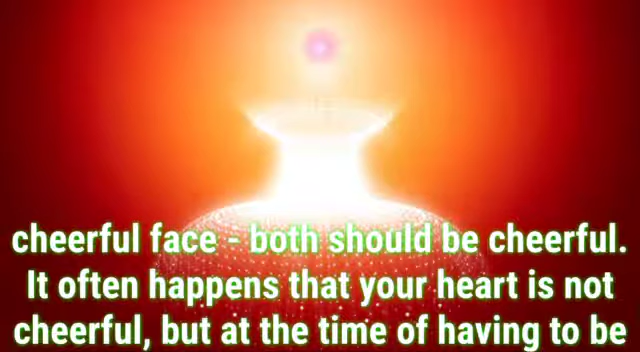 cheerful face - both should be cheerful.
It often happens that your heart is not
cheerful, but at the time of having to be